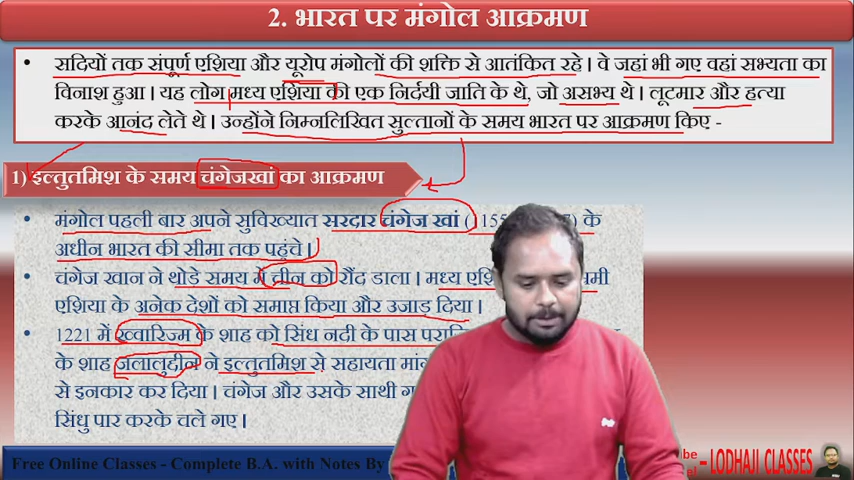 2. भारत पर मंगोल आक्रमण
• सदियों तक संपूर्ण एशिया और यूरोप मंगोलों की शक्ति से आतंकित रहे। वे जहां भी गए वहां सभ्यता का
विनाश हुआ। यह लोग मध्य एशिया की एक निर्दयी जाति के थे, जो असभ्य थे। लूटमार और हत्या
करके आनंद लेते थे। उन्होंने निम्नलिखित सुल्तानों के समय भारत पर आक्रमण किए -
1) इल्तुतमिश के समय चंगेजखां का आक्रमण
• मंगोल पहली बार अपने सुविख्यात सरदार चंगेज खां के
अधीन भारत की सीमा तक पहुंचे।
• चंगेज खान ने थोड़े समय में चीन को रौंद डाला। मध्य
एशिया के अनेक देशों को समाप्त किया और उजाड़ दिया।
• 1221 में ख्वारिज्म के शाह को सिंध नदी के पास
के शाह जलालुद्दीन ने इल्तुतमिश से सहायता
से इनकार कर दिया। चंगेज और उसके साथी
सिंधु पार करके चले गए।
Free Online Classes - Complete B.A. with Notes By
– LODHAJI CLASSES